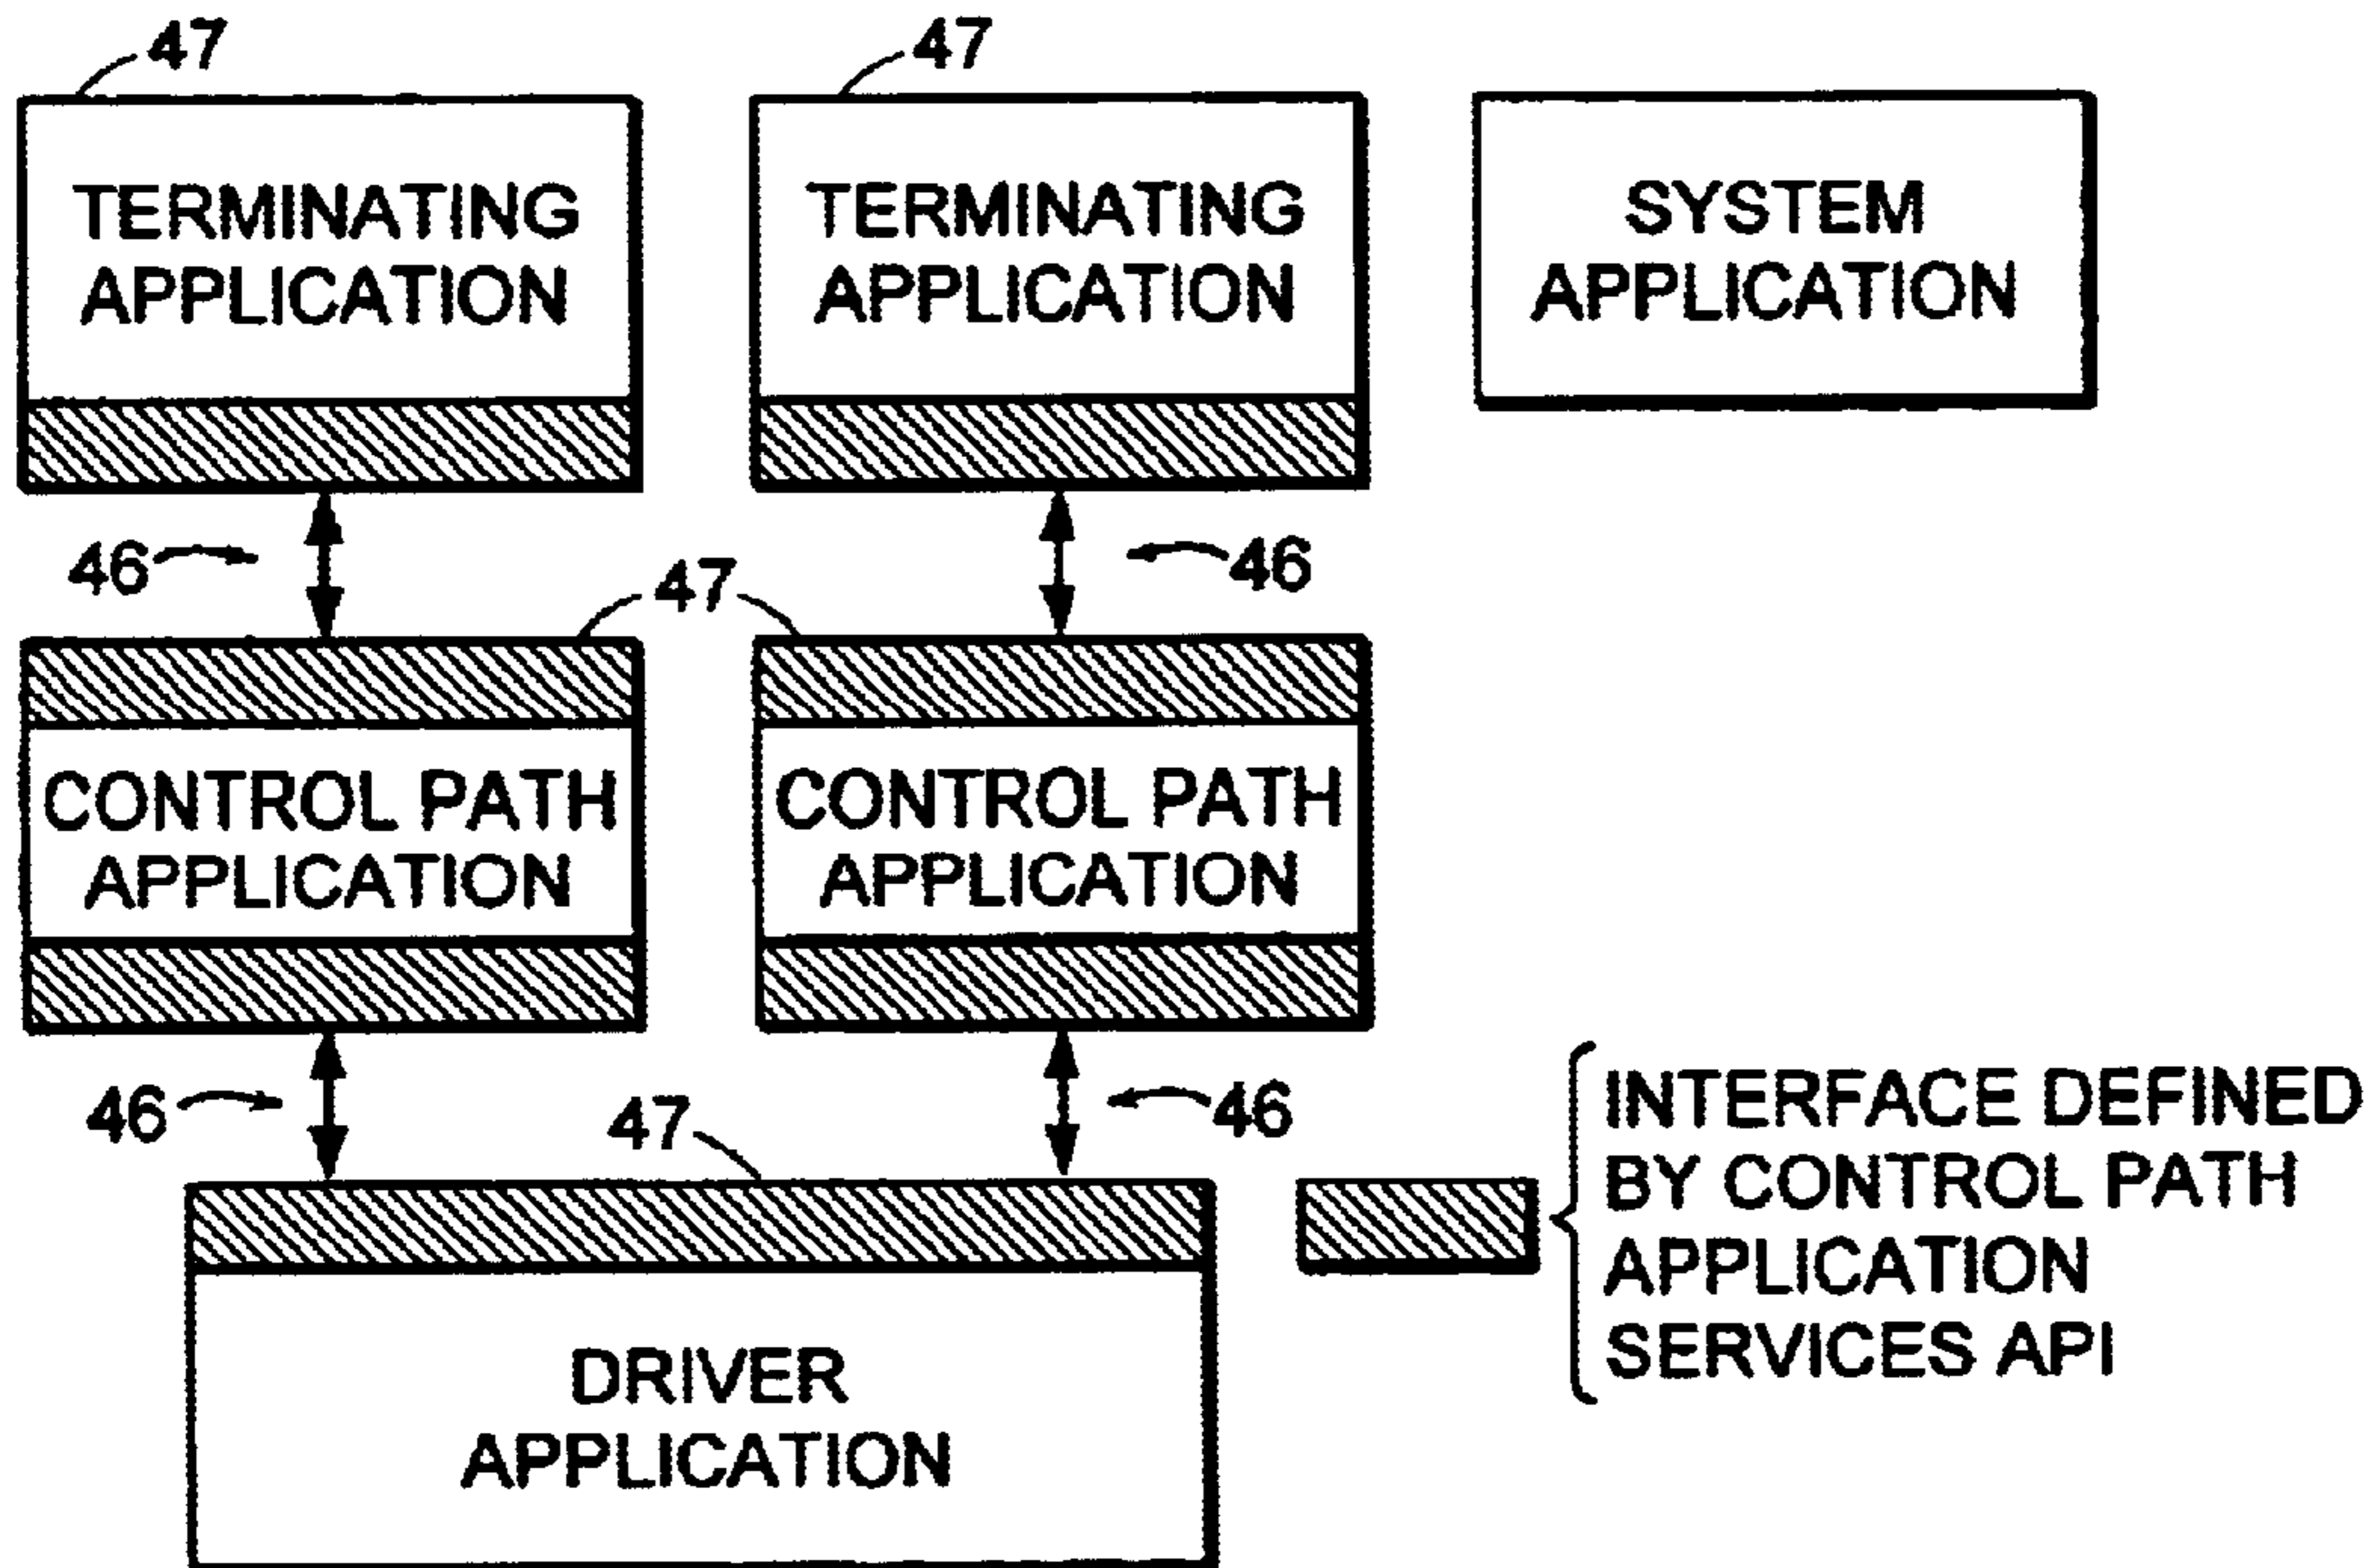 47
47
TERMINATING
APPLICATION
TERMINATING
APPLICATION
SYSTEM
APPLICATION
46
46
47
CONTROL PATH
APPLICATION
CONTROL PATH
APPLICATION
46
47
46
INTERFACE DEFINED
BY CONTROL PATH
APPLICATION
SERVICES API
DRIVER
APPLICATION